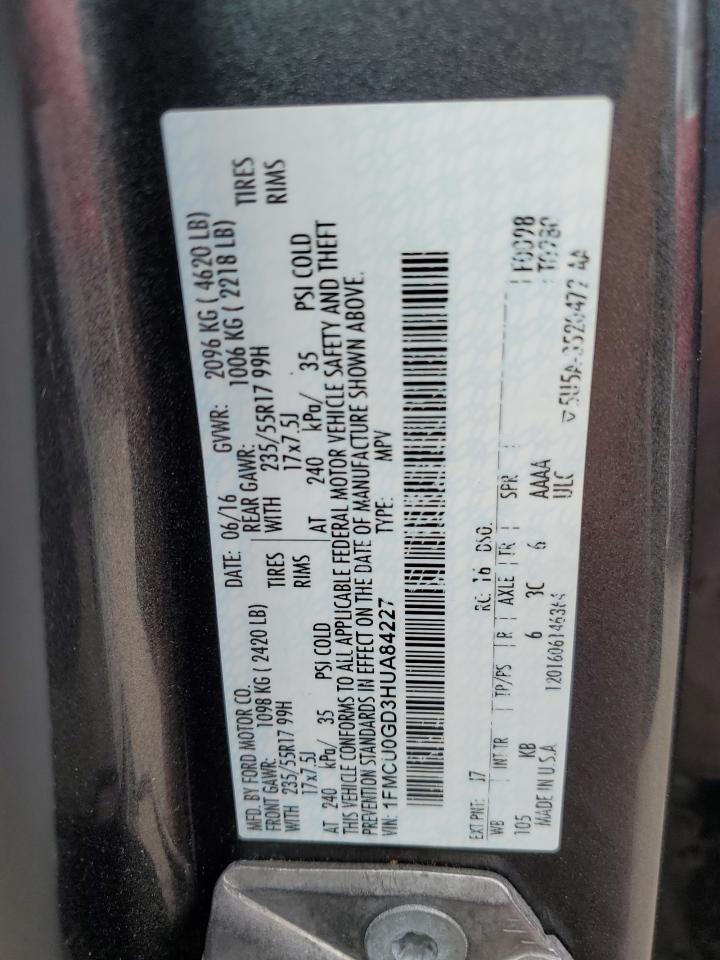 MFD. BY FORD MOTOR CO.
DATE: 06/16 GVWR: 2096 KG ( 4620 LB)
FRONT GAWR: 1098 KG ( 2420 LB) REAR GAWR: 1006 KG ( 2218 LB)
WITH 235/55R17 99H TIRES WITH 235/55R17 99H TIRES
17x7.5J RIMS 17x7.5J RIMS
AT 240 kPa/ 35 PSI COLD AT 240 kPa/ 35 PSI COLD
THIS VEHICLE CONFORMS TO ALL APPLICABLE FEDERAL MOTOR VEHICLE SAFETY AND THEFT
PREVENTION STANDARDS IN EFFECT ON THE DATE OF MANUFACTURE SHOWN ABOVE.
VIN: 1FMCU0GD3HUA84227 TYPE: MPV
EXT PNT: J7 RC: 16 DSO:
WB INT TR TP/PS R AXLE TR SPR
105 KB 6 3C 6 AAAA
MADE IN U.S.A. ULC